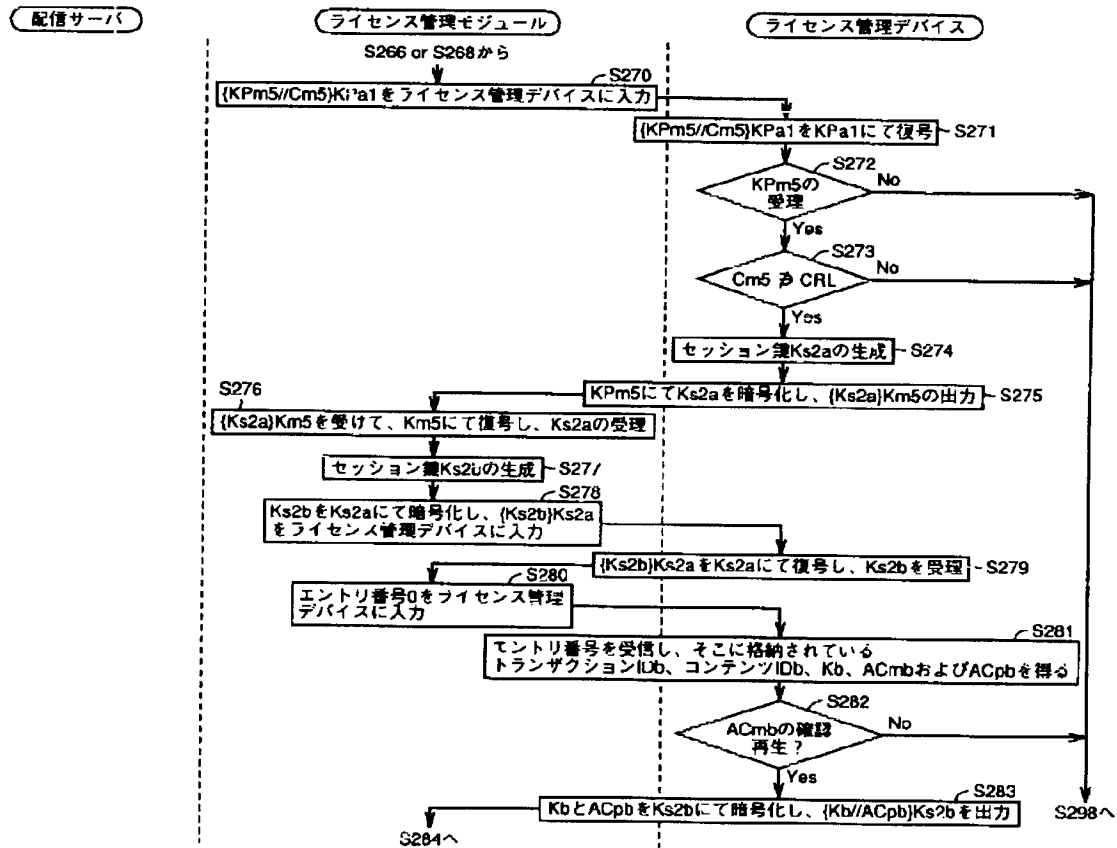 配信サーバ
ライセンス管理モジュール
ライセンス管理デバイス
S266 or S268から
S270
{KPm5//Cm5}KPa1をライセンス管理デバイスに入力
{KPm5//Cm5}KPa1をKPa1にて復号
S271
S272
KPm5の
受理
No
Yes
S273
Cm5 ∌ CRL
No
Yes
セッション鍵Ks2aの生成
S274
KPm5にてKs2aを暗号化し、{Ks2a}Km5の出力
S275
S276
{Ks2a}Km5を受けて、Km5にて復号し、Ks2aの受理
セッション鍵Ks2bの生成
S277
S278
Ks2bをKs2aにて暗号化し、{Ks2b}Ks2a
をライセンス管理デバイスに入力
{Ks2b}Ks2aをKs2aにて復号し、Ks2bを受理
S279
S280
エントリ番号0をライセンス管理
デバイスに入力
S281
エントリ番号を受信し、そこに格納されている
トランザクションIDb、コンテンツIDb、Kb、ACmbおよびACpbを得る
S282
ACmbの確認
再生?
No
Yes
S283
KbとACpbをKs2bにて暗号化し、{Kb//ACpb}Ks2bを出力
S284へ
S298へ